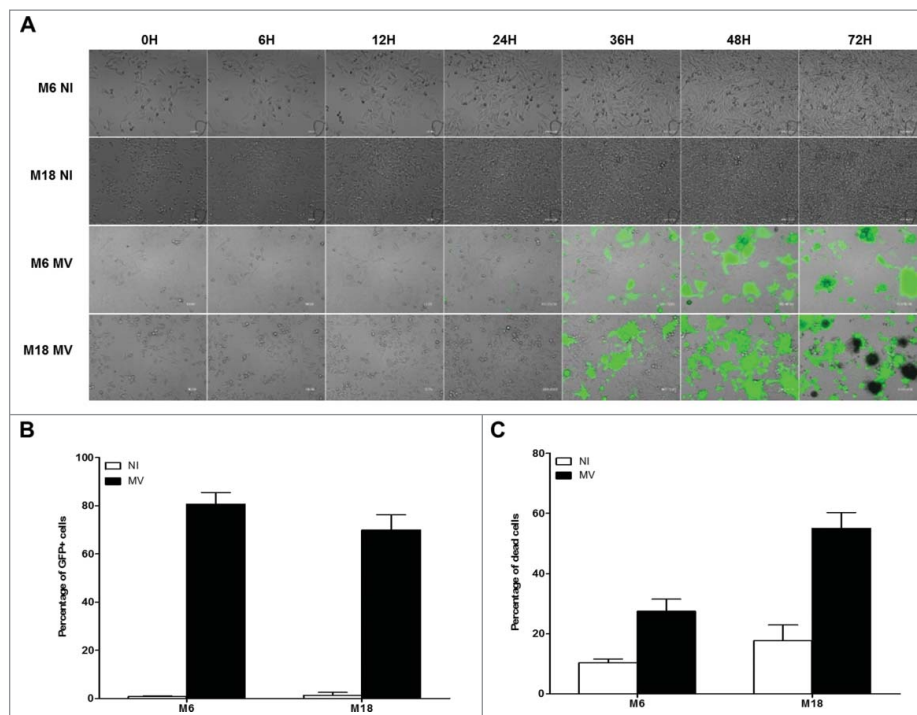 A
0H 6H 12H 24H 36H 48H 72H
M6 NI
M18 NI
M6 MV
M18 MV
B
NI
MV
Percentage of GFP+ cells
100
80
60
40
20
0
M6 M18
C
NI
MV
Percentage of dead cells
80
60
40
20
0
M6 M18